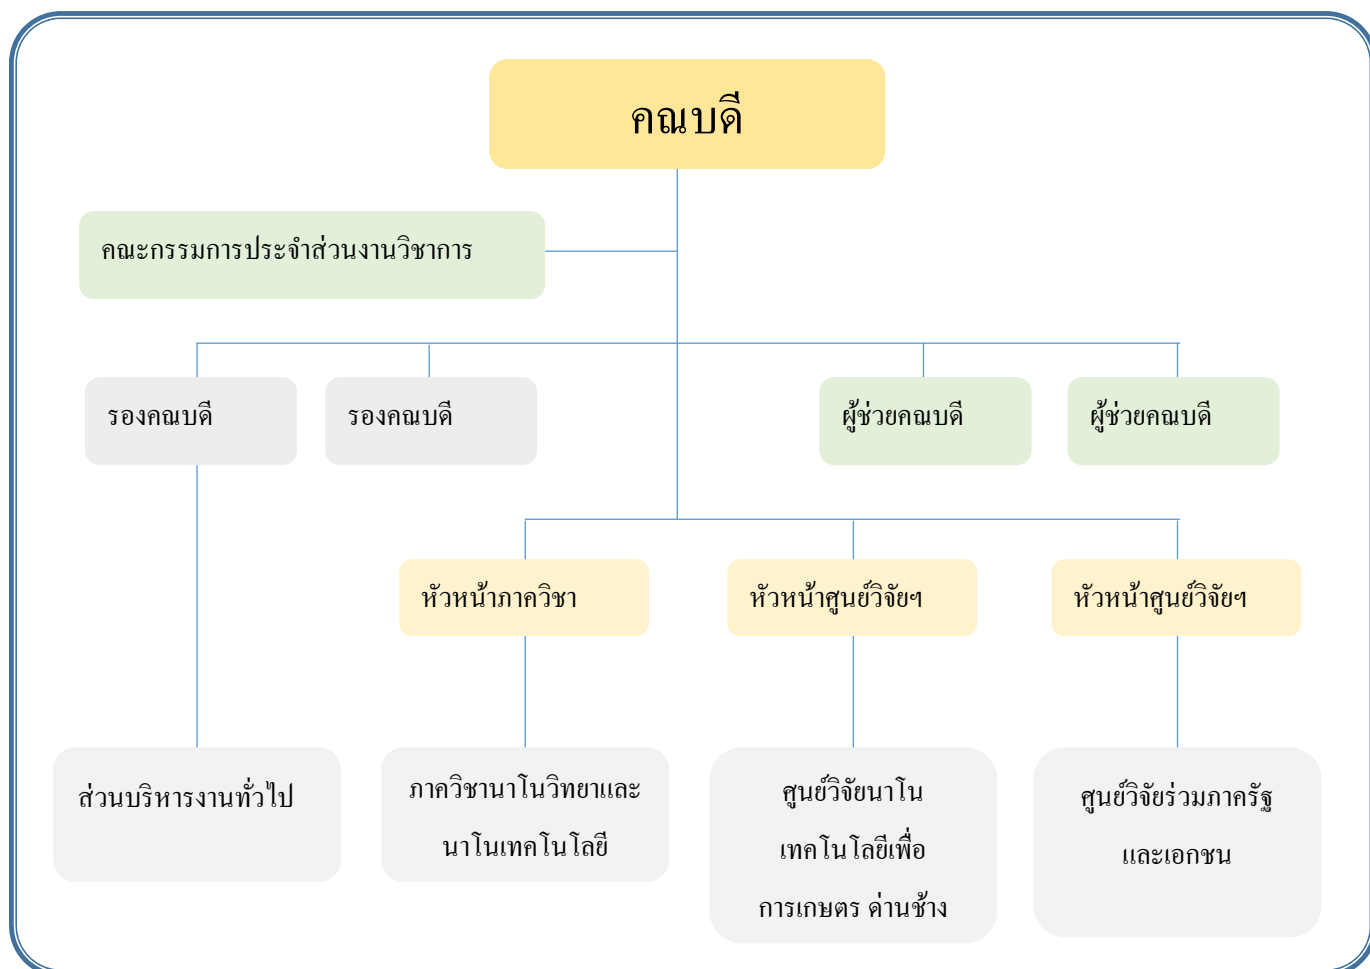 คณบดี
คณะกรรมการประจำส่วนงานวิชาการ
รองคณบดี
รองคณบดี
ผู้ช่วยคณบดี
ผู้ช่วยคณบดี
หัวหน้าภาควิชา
หัวหน้าศูนย์วิจัยฯ
หัวหน้าศูนย์วิจัยฯ
ส่วนบริหารงานทั่วไป
ภาควิชานาโนวิทยาและ
นาโนเทคโนโลยี
ศูนย์วิจัยนาโน
เทคโนโลยีเพื่อ
การเกษตร ด่านช้าง
ศูนย์วิจัยร่วมภาครัฐ
และเอกชน